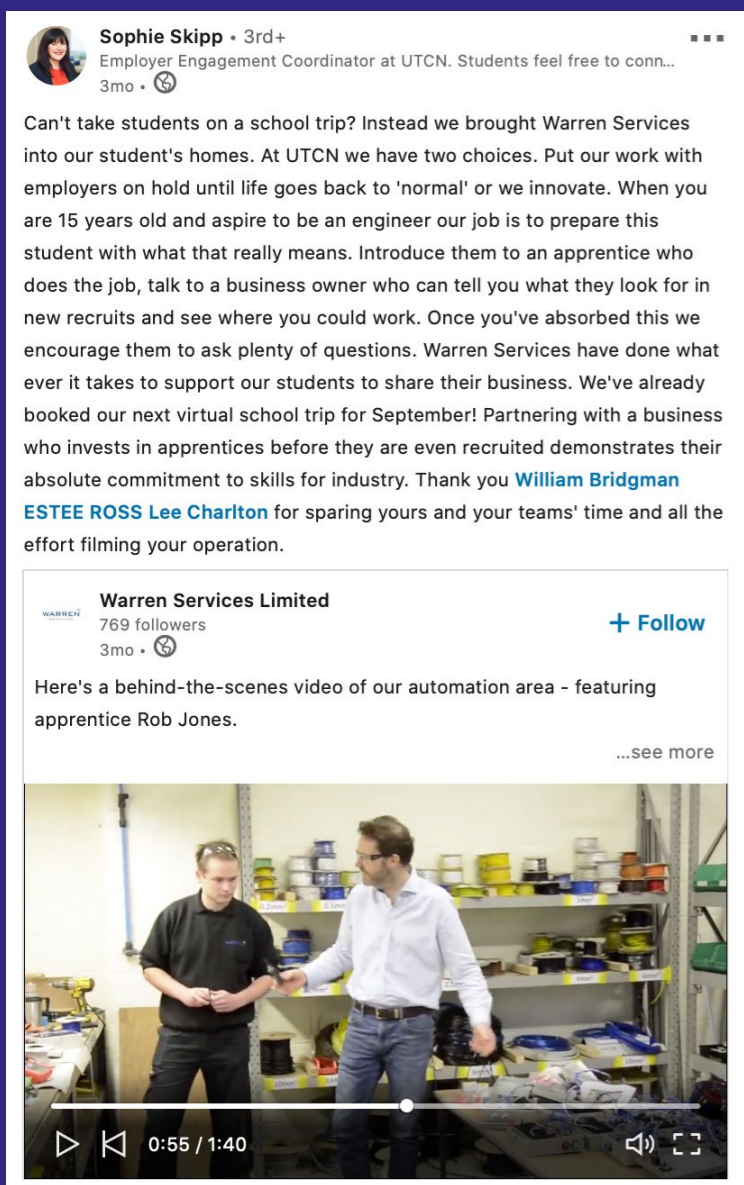 Sophie Skipp • 3rd+
Employer Engagement Coordinator at UTCN. Students feel free to conn...
3mo •
Can't take students on a school trip? Instead we brought Warren Services
into our student's homes. At UTCN we have two choices. Put our work with
employers on hold until life goes back to 'normal' or we innovate. When you
are 15 years old and aspire to be an engineer our job is to prepare this
student with what that really means. Introduce them to an apprentice who
does the job, talk to a business owner who can tell you what they look for in
new recruits and see where you could work. Once you've absorbed this we
encourage them to ask plenty of questions. Warren Services have done what
ever it takes to support our students to share their business. We've already
booked our next virtual school trip for September! Partnering with a business
who invests in apprentices before they are even recruited demonstrates their
absolute commitment to skills for industry. Thank you William Bridgman
ESTEE ROSS Lee Charlton for sparing yours and your teams' time and all the
effort filming your operation.
WARREN
SERVICES
Warren Services Limited
769 followers
3mo •
+ Follow
Here's a behind-the-scenes video of our automation area - featuring
apprentice Rob Jones.
...see more
0:55 / 1:40